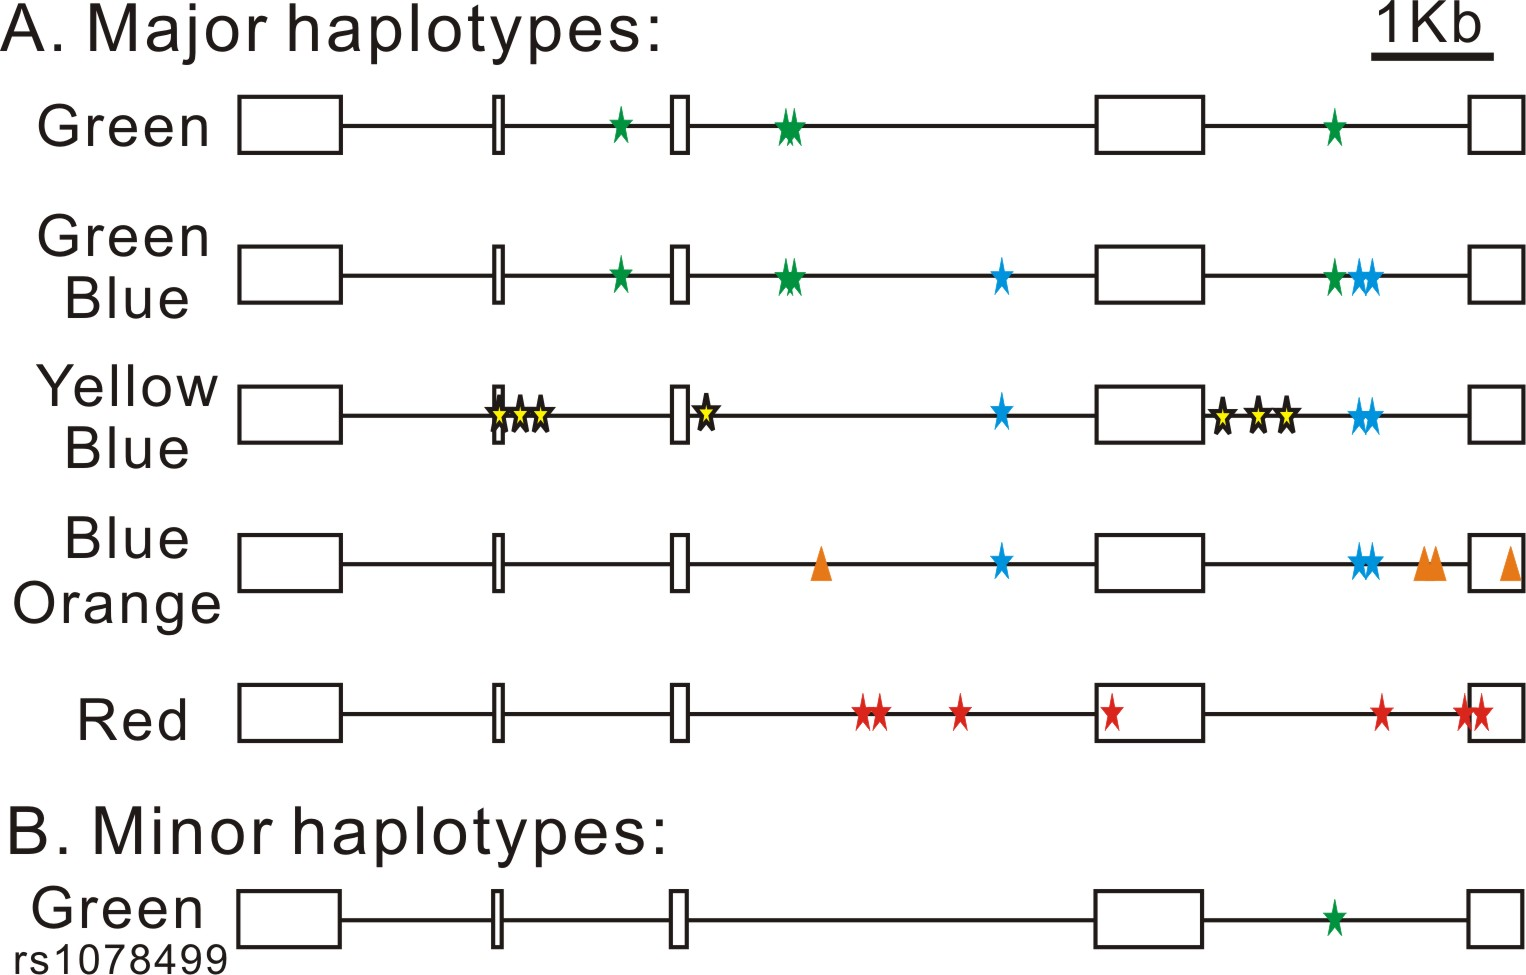 A. Major haplotypes:
1Kb
Green
Green
Blue
Yellow
Blue
Blue
Orange
Red
B. Minor haplotypes:
Green
rs1078499